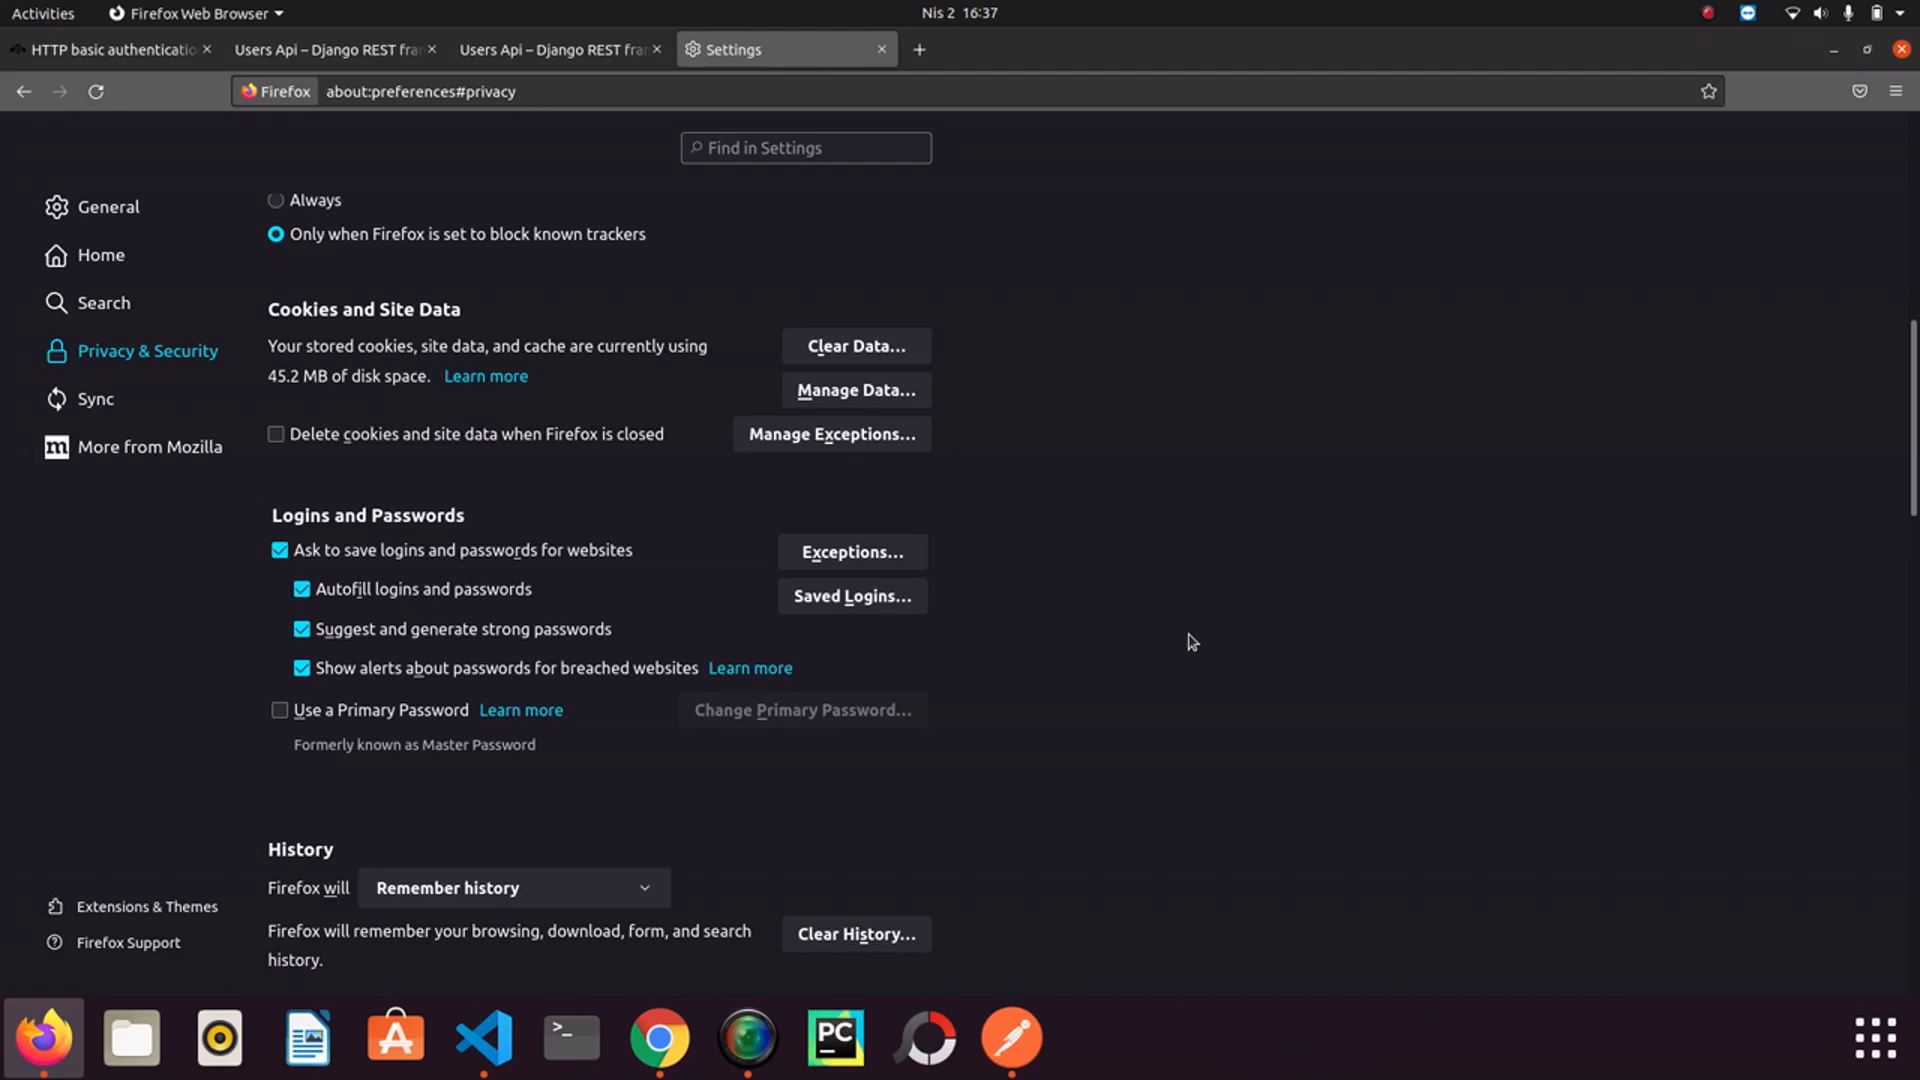 Activities
Firefox Web Browser
Nis 2 16:37
HTTP basic authenticatio
Users Api – Django REST fra
Users Api – Django REST fra
Settings
Firefox
about:preferences#privacy
Find in Settings
General
Home
Search
Privacy & Security
Sync
More from Mozilla
Extensions & Themes
Firefox Support
Always
Only when Firefox is set to block known trackers
Cookies and Site Data
Your stored cookies, site data, and cache are currently using
45.2 MB of disk space. Learn more
Clear Data…
Manage Data…
Delete cookies and site data when Firefox is closed
Manage Exceptions…
Logins and Passwords
Ask to save logins and passwords for websites
Exceptions…
Autofill logins and passwords
Saved Logins…
Suggest and generate strong passwords
Show alerts about passwords for breached websites Learn more
Use a Primary Password Learn more
Change Primary Password…
Formerly known as Master Password
History
Firefox will Remember history
Firefox will remember your browsing, download, form, and search
history.
Clear History…
PC